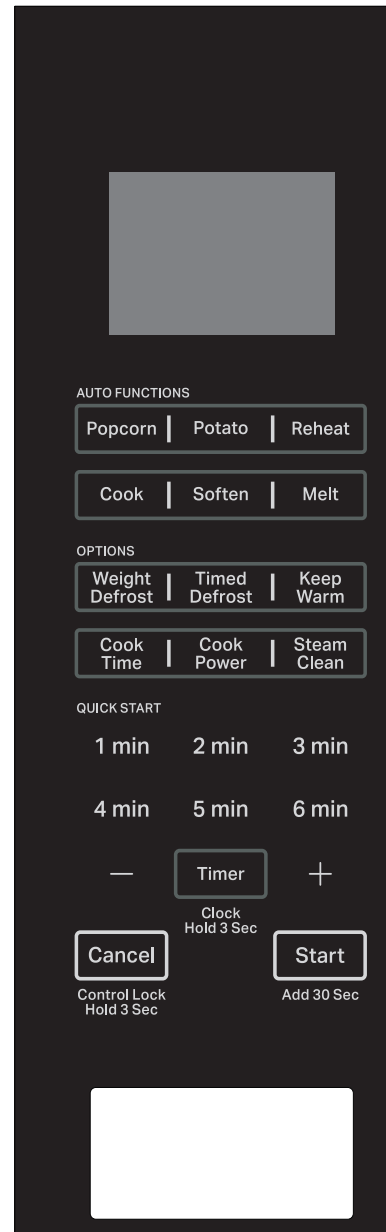 AUTO FUNCTIONS
Popcorn | Potato | Reheat
Cook | Soften | Melt
OPTIONS
Weight Defrost | Timed Defrost | Keep Warm
Cook Time | Cook Power | Steam Clean
QUICK START
1 min 2 min 3 min
4 min 5 min 6 min
— Timer +
Clock
Hold 3 Sec
Cancel Start
Control Lock
Hold 3 Sec
Add 30 Sec